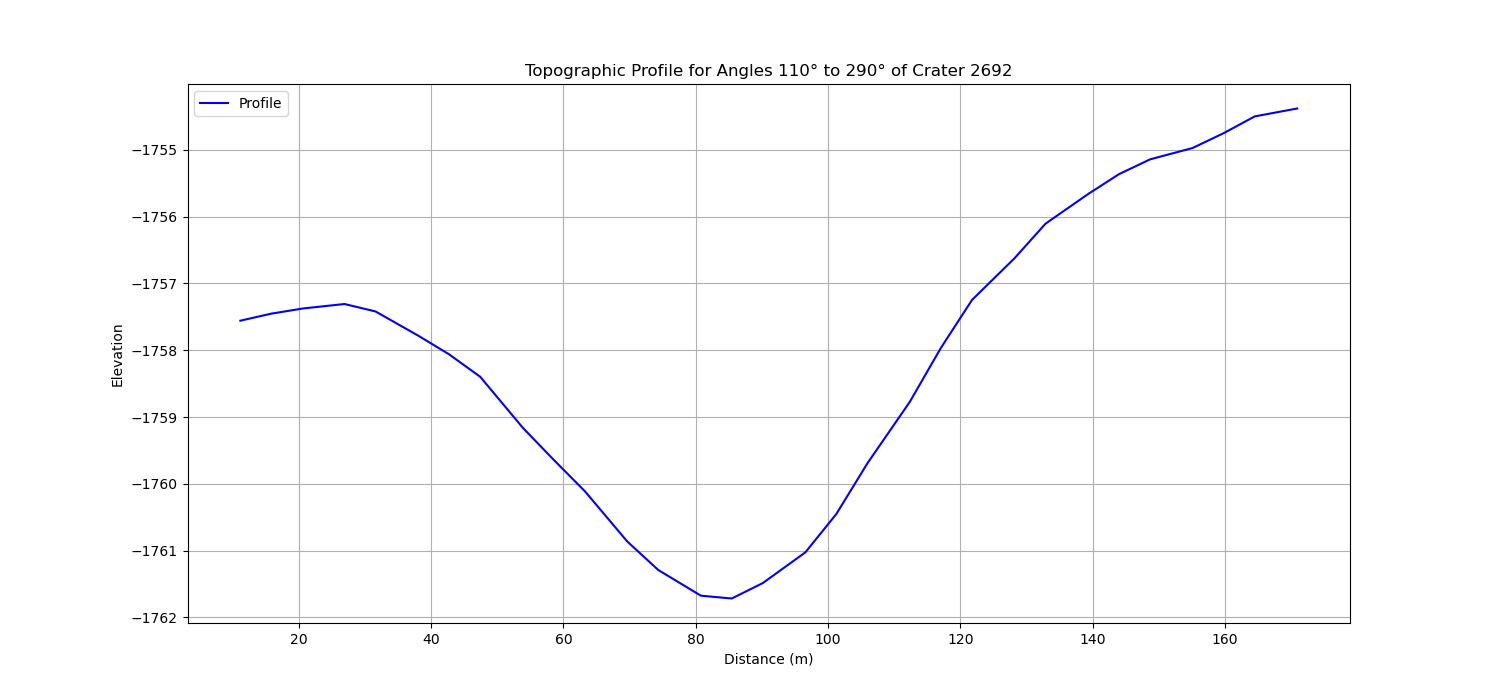 Topographic Profile for Angles 110° to 290° of Crater 2692
Profile
−1755
−1756
−1757
−1758
−1759
−1760
−1761
−1762
Elevation
20 40 60 80 100 120 140 160
Distance (m)